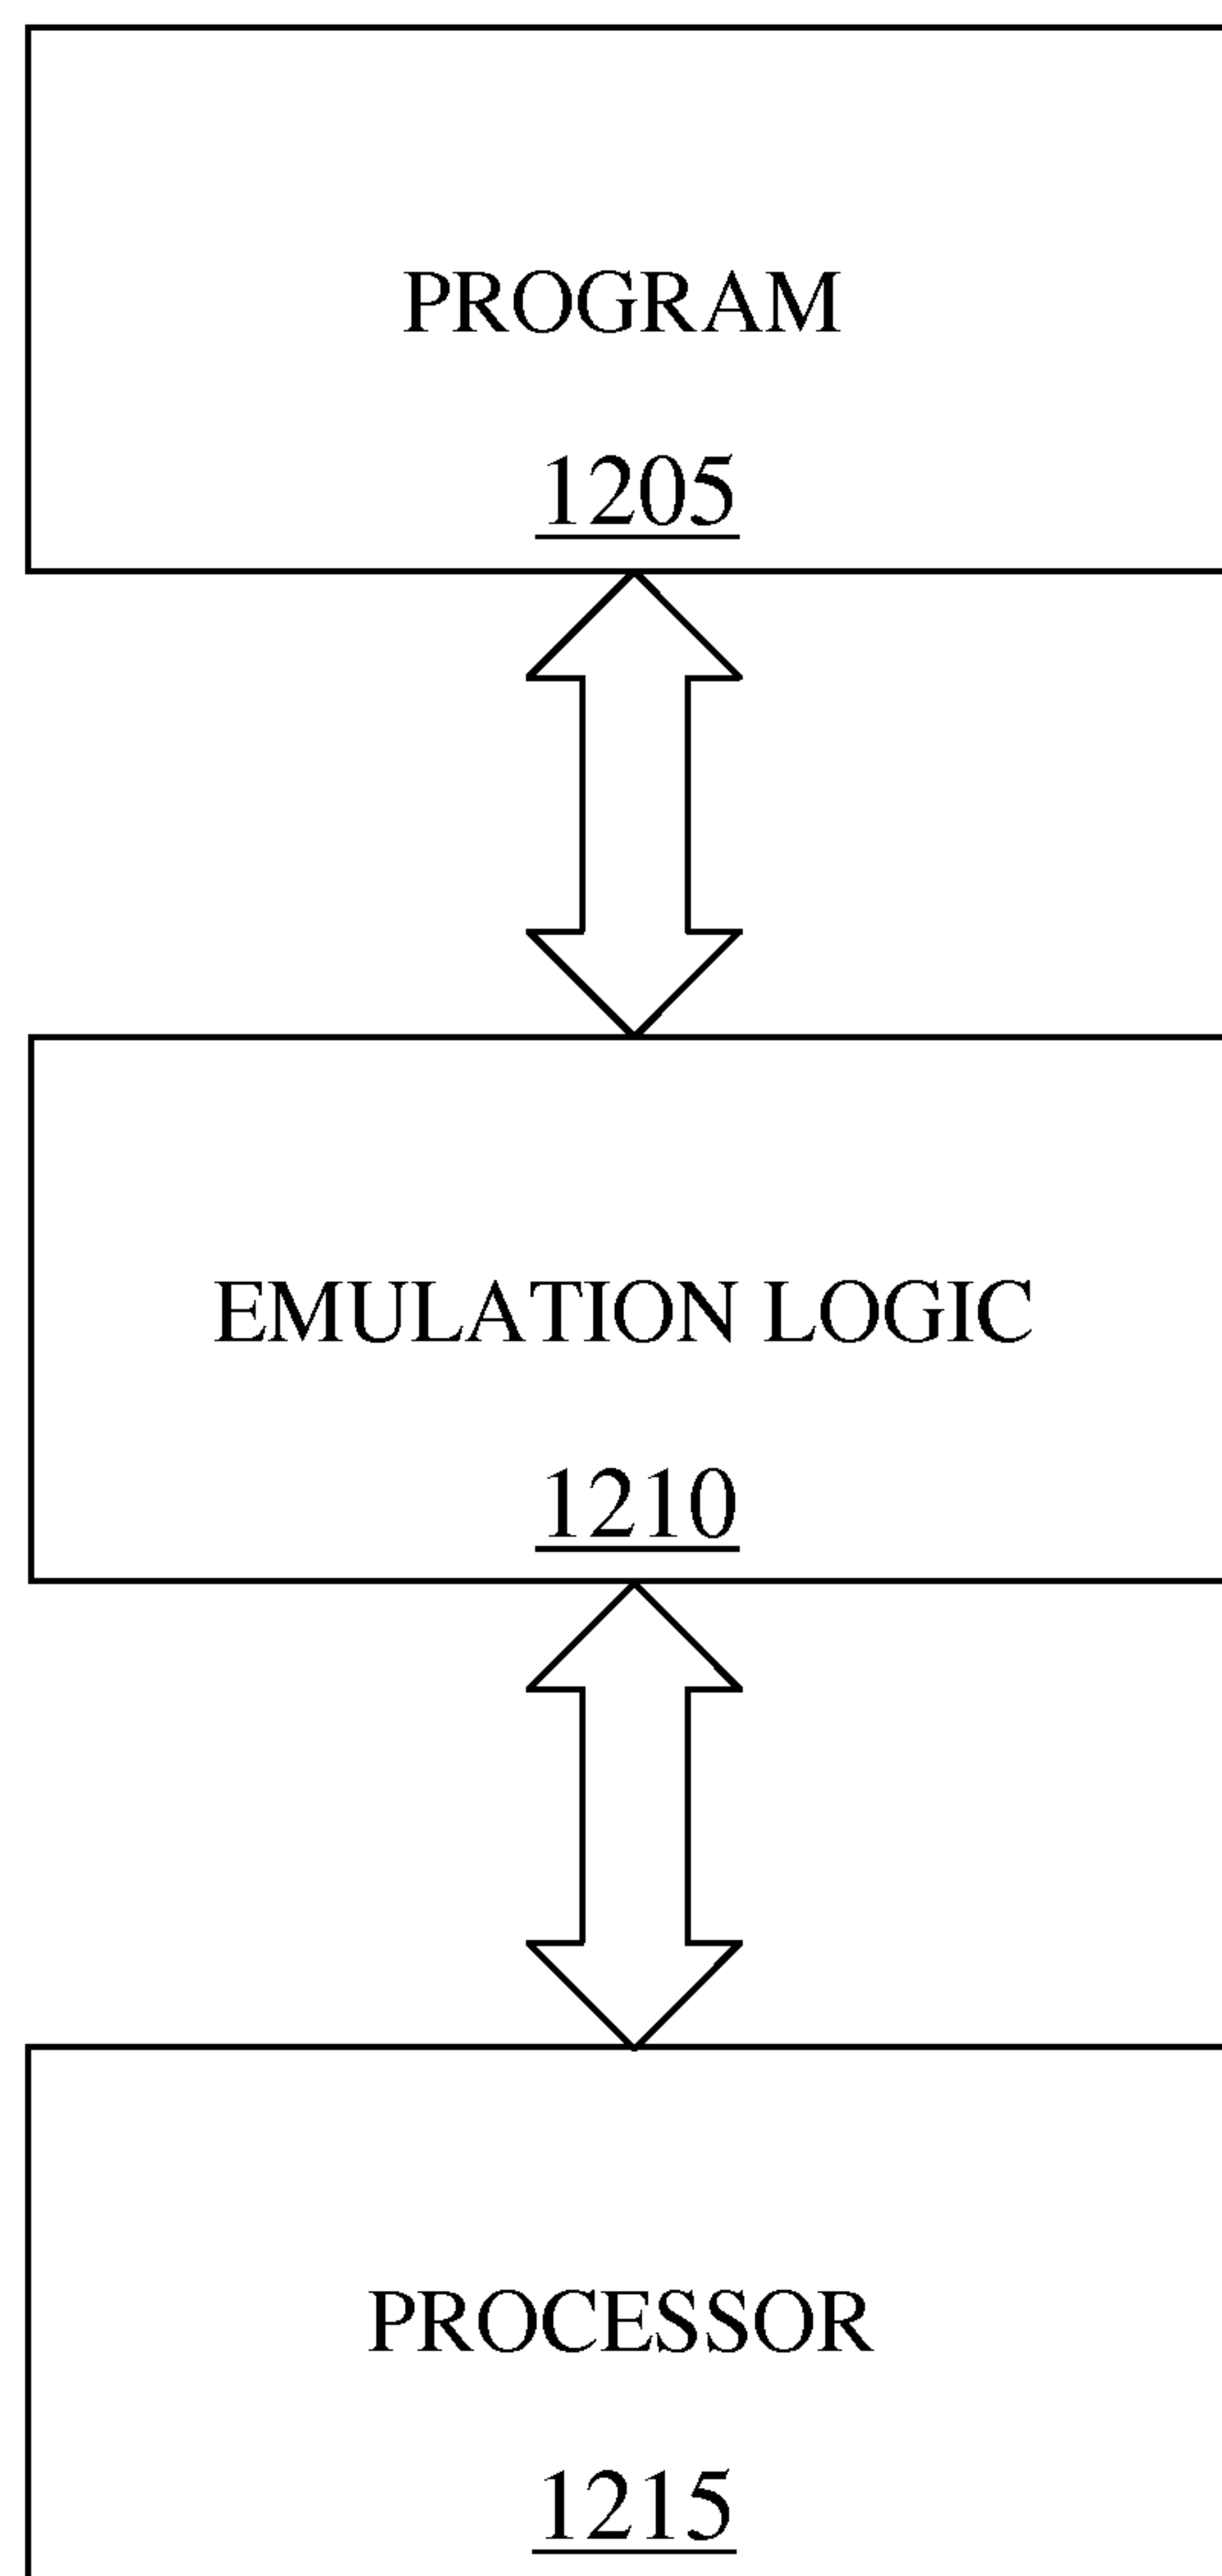 PROGRAM
1205
EMULATION LOGIC
1210
PROCESSOR
1215